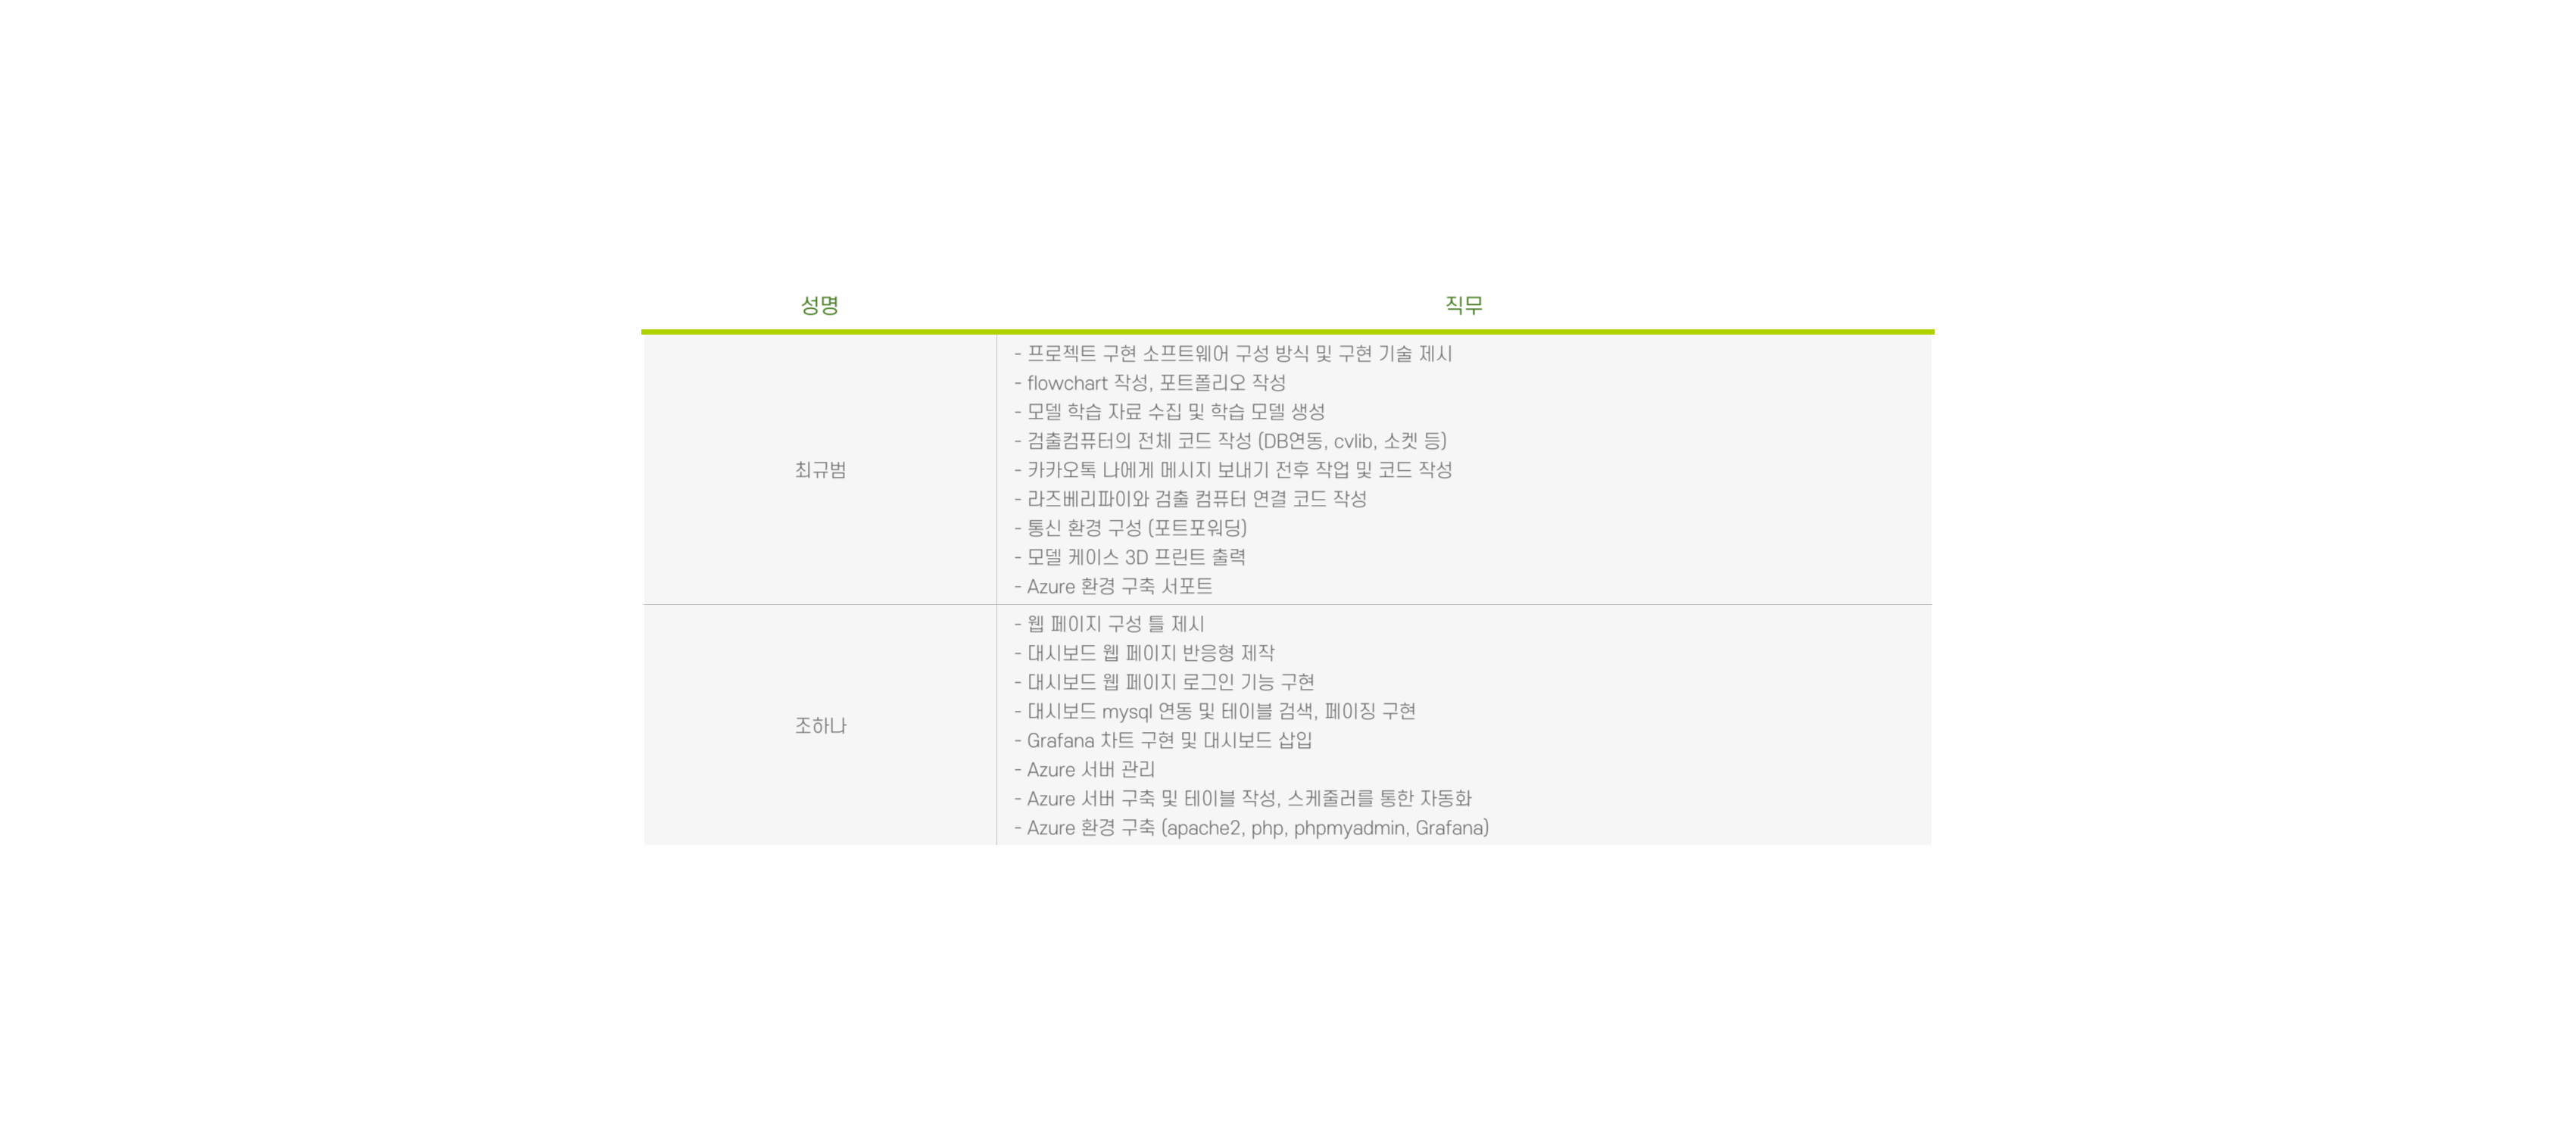 성명 직무
- 프로젝트 구현 소프트웨어 구성 방식 및 구현 기술 제시
- flowchart 작성, 포트폴리오 작성
- 모델 학습 자료 수집 및 학습 모델 생성
- 검출컴퓨터의 전체 코드 작성 (DB연동, cvlib, 소켓 등)
최규범
- 카카오톡 나에게 메시지 보내기 전후 작업 및 코드 작성
- 라즈베리파이와 검출 컴퓨터 연결 코드 작성
- 통신 환경 구성 (포트포워딩)
- 모델 케이스 3D 프린트 출력
- Azure 환경 구축 서포트
- 웹 페이지 구성 틀 제시
- 대시보드 웹 페이지 반응형 제작
- 대시보드 웹 페이지 로그인 기능 구현
- 대시보드 mysql 연동 및 테이블 검색, 페이징 구현
조하나
- Grafana 차트 구현 및 대시보드 삽입
- Azure 서버 관리
- Azure 서버 구축 및 테이블 작성, 스케줄러를 통한 자동화
- Azure 환경 구축 (apache2, php, phpmyadmin, Grafana)